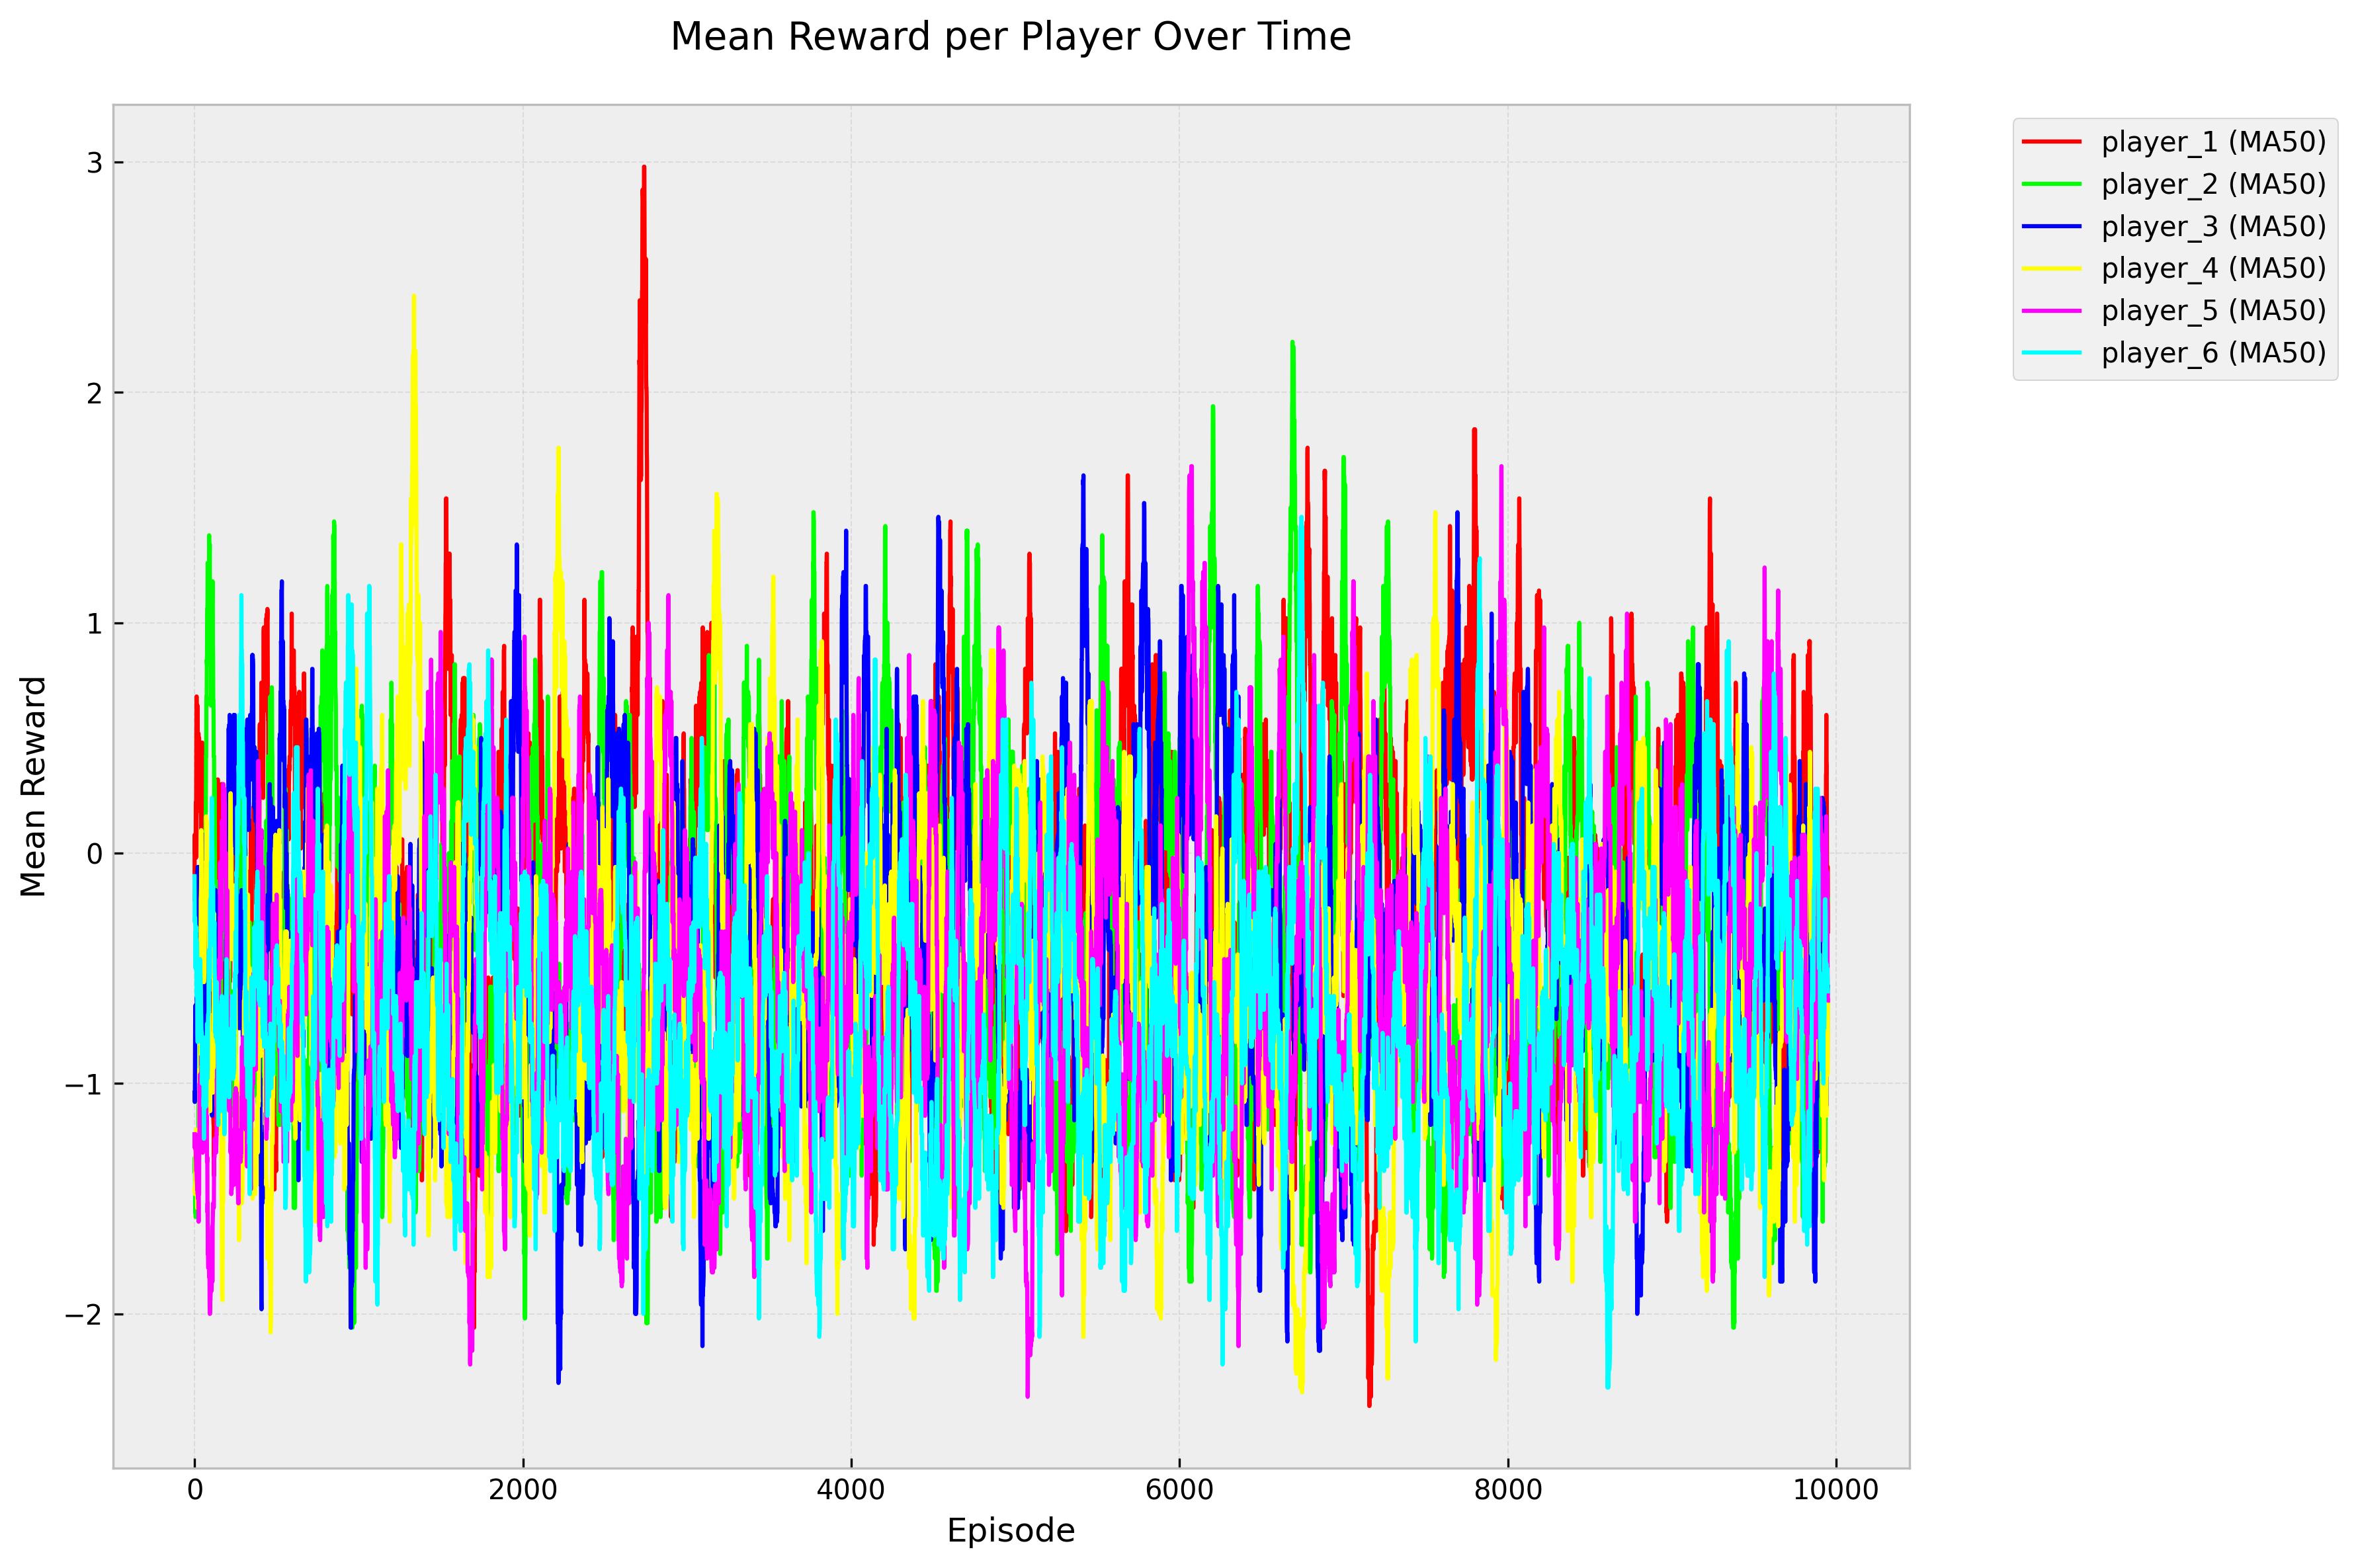 Mean Reward per Player Over Time
player_1 (MA50)
player_2 (MA50)
player_3 (MA50)
player_4 (MA50)
player_5 (MA50)
player_6 (MA50)
Mean Reward
3
2
1
0
−1
−2
0
2000
4000
6000
8000
10000
Episode